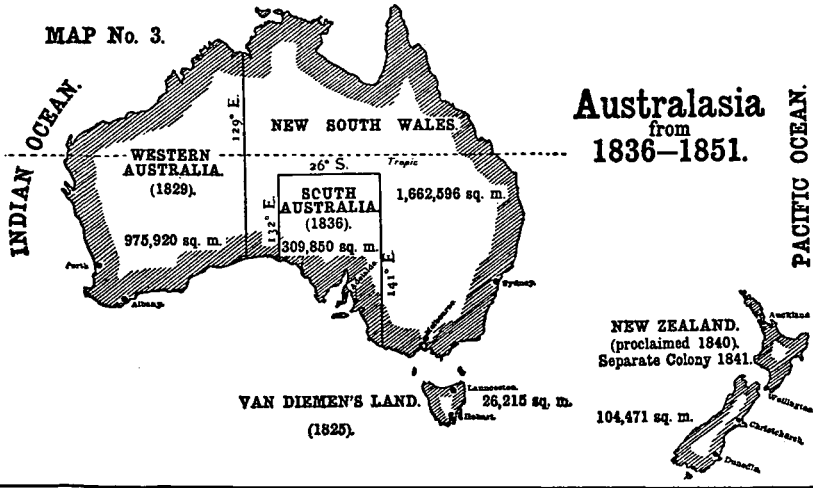 MAP No. 3.
Australasia
from
1836–1851.
INDIAN OCEAN.
PACIFIC OCEAN.
129° E.
NEW SOUTH WALES.
Tropic
WESTERN
AUSTRALIA.
(1829).
26° S.
SOUTH
AUSTRALIA.
(1836).
132° E.
1,662,596 sq. m.
975,920 sq. m.
309,850 sq. m.
141° E.
Perth
Albany.
Adelaide
Melbourne
Sydney.
NEW ZEALAND.
(proclaimed 1840).
Separate Colony 1841.
Auckland
Wellington
104,471 sq. m.
Christchurch.
Dunedin.
VAN DIEMEN'S LAND.
(1825).
Launceston.
26,215 sq. m.
Hobart.